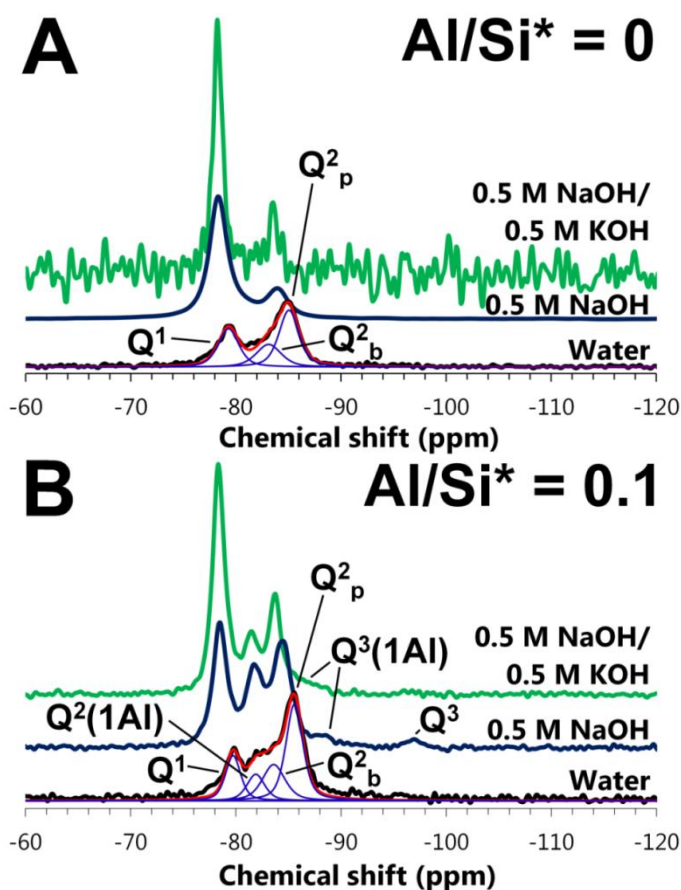 A
Al/Si* = 0
Q²p
0.5 M NaOH/
0.5 M KOH
0.5 M NaOH
Q¹
Q²b
Water
-60 -70 -80 -90 -100 -110 -120
Chemical shift (ppm)
B
Al/Si* = 0.1
Q²p
0.5 M NaOH/
0.5 M KOH
Q³(1Al)
Q²(1Al)
Q³
0.5 M NaOH
Q¹
Q²b
Water
-60 -70 -80 -90 -100 -110 -120
Chemical shift (ppm)